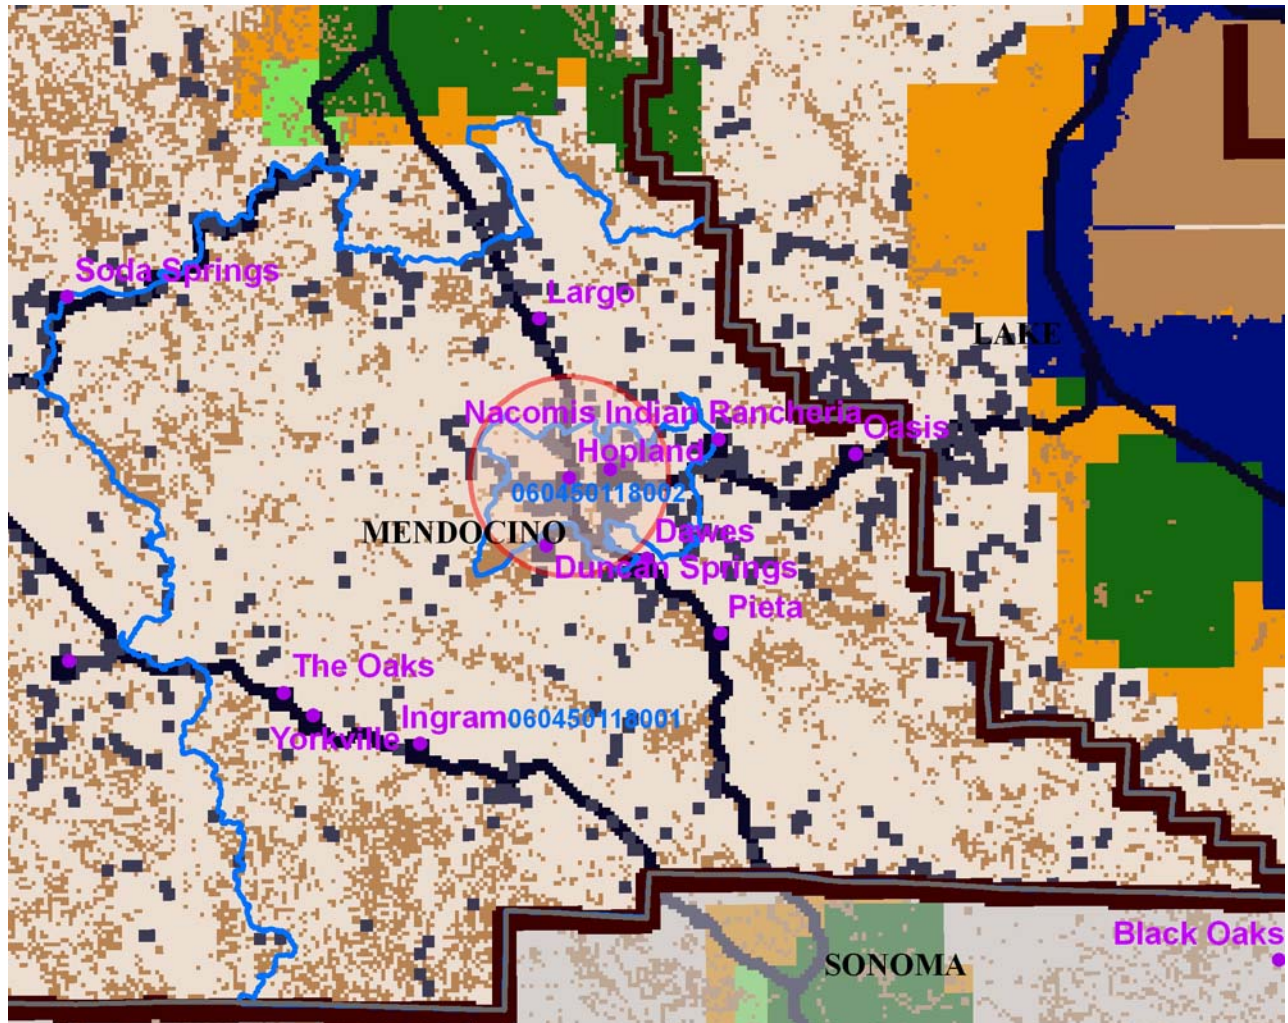 Soda Springs
Largo
LAKE
Nacomis Indian Rancheria
Oasis
Hopland
060450118002
MENDOCINO
Dawes
Duncan Springs
Pieta
The Oaks
Ingram
060450118001
Yorkville
Black Oaks
SONOMA